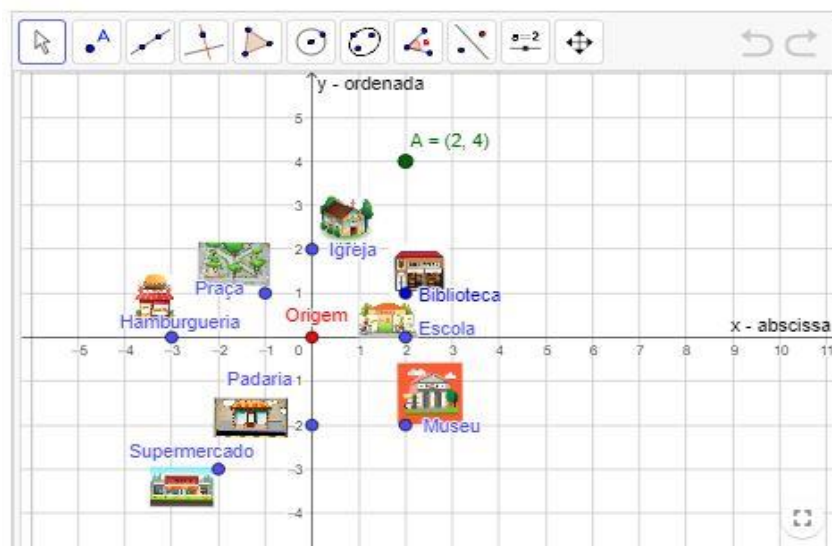 A
a=2
y - ordenada
5
A = (2, 4)
4
3
2
Igreja
Praça
1
Biblioteca
Hamburgueria
Origem
Escola
x - abscissa
−5 −4 −3 −2 −1 0 1 2 3 4 5 6 7 8 9 10 11
Padaria
−1
−2
Museu
Supermercado
−3
−4